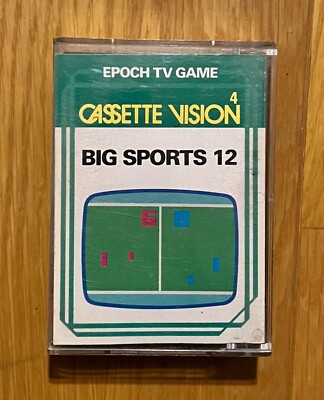 EPOCH TV GAME
4
CASSETTE VISION
BIG SPORTS 12